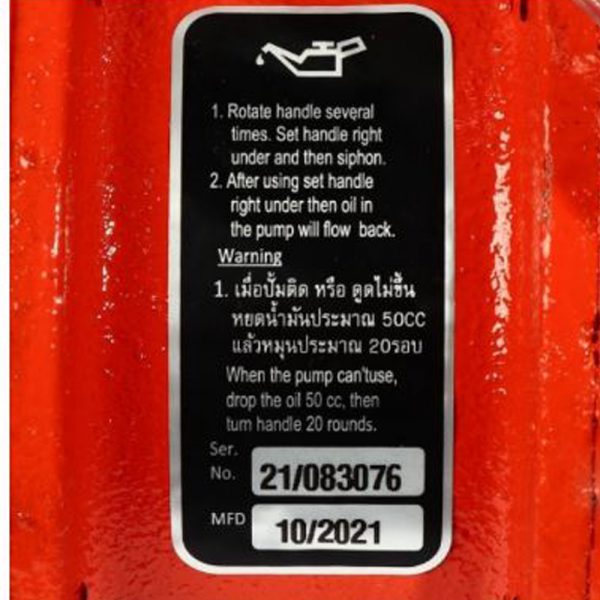 1. Rotate handle several
times. Set handle right
under and then siphon.
2. After using set handle
right under then oil in
the pump will flow back.
Warning
1. เมื่อปั้มติด หรือ ดูดไม่ขึ้น
หยดน้ำมันประมาณ 50CC
แล้วหมุนประมาณ 20รอบ
When the pump can'tuse,
drop the oil 50 cc, then
turn handle 20 rounds.
Ser.
No. 21/083076
MFD 10/2021